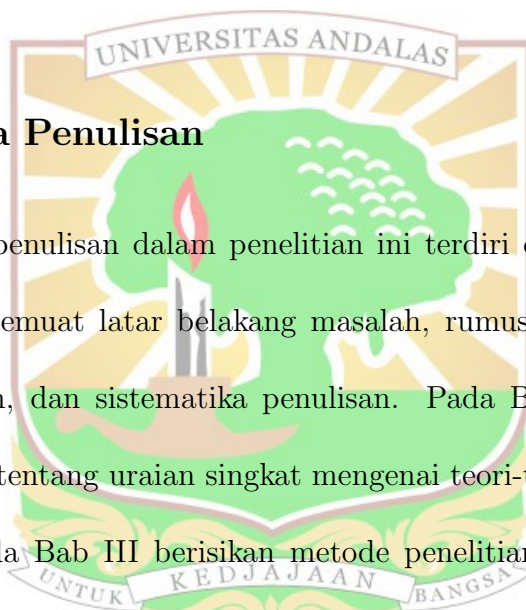 UNIVERSITAS ANDALAS
Penulisan
penulisan dalam penelitian ini terdiri
emuat latar belakang masalah, rumus
dan sistematika penulisan. Pada B
tentang uraian singkat mengenai teori-t
Bab III berisikan metode penelitian
UNTUK KEDJAJAAN BANGSA